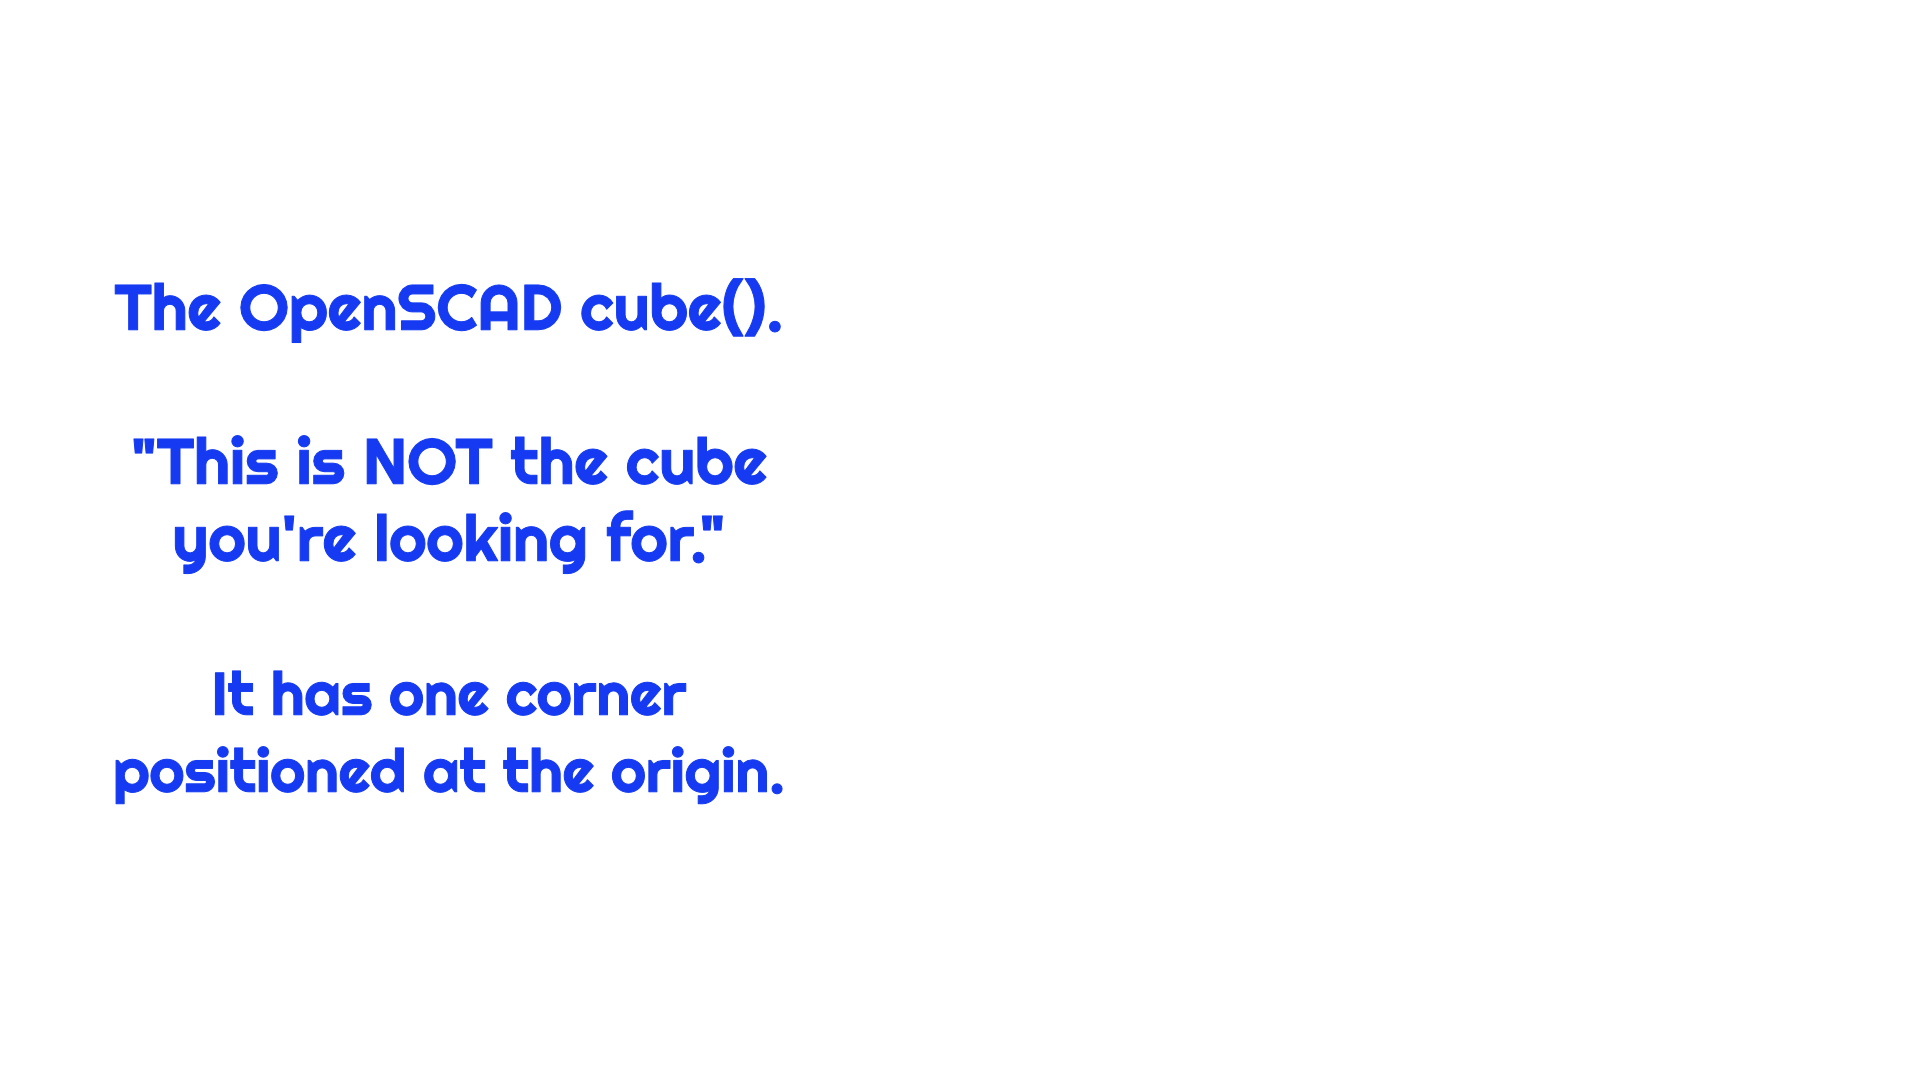 The OpenSCAD cube().
"This is NOT the cube
you're looking for."
It has one corner
positioned at the origin.